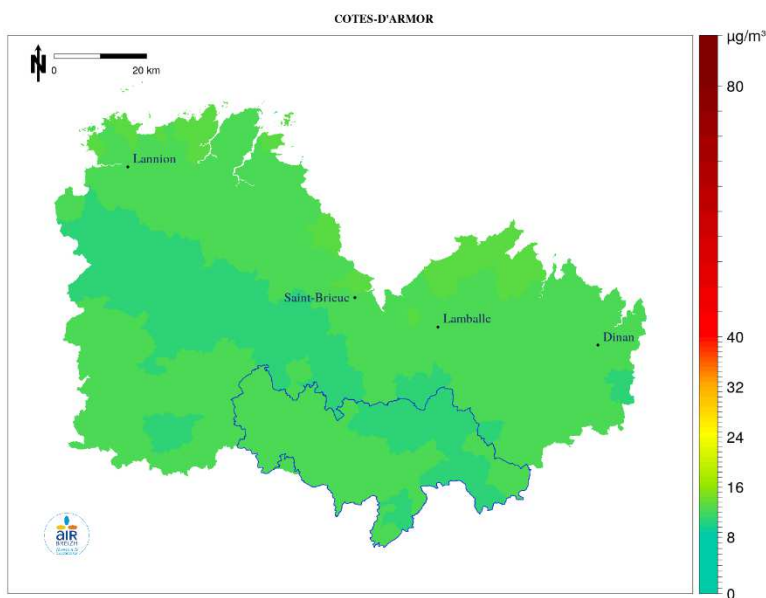 COTES-D'ARMOR
µg/m³
N
0 20 km
80
Lannion
Saint-Brieuc
Lamballe
Dinan
40
32
24
16
8
0
aiR
BREIZH